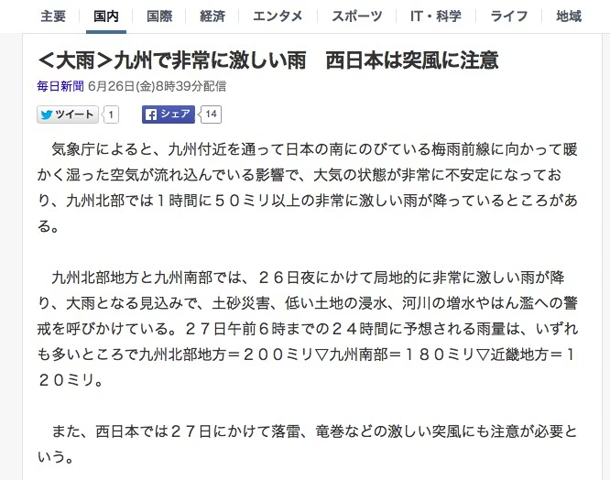 主要 国内 国際 経済 エンタメ スポーツ IT・科学 ライフ 地域
＜大雨＞九州で非常に激しい雨　西日本は突風に注意
毎日新聞 6月26日(金)8時39分配信
ツイート 1 シェア 14
　気象庁によると、九州付近を通って日本の南にのびている梅雨前線に向かって暖
かく湿った空気が流れ込んでいる影響で、大気の状態が非常に不安定になってお
り、九州北部では１時間に５０ミリ以上の非常に激しい雨が降っているところがあ
る。
　九州北部地方と九州南部では、２６日夜にかけて局地的に非常に激しい雨が降
り、大雨となる見込みで、土砂災害、低い土地の浸水、河川の増水やはん濫への警
戒を呼びかけている。２７日午前６時までの２４時間に予想される雨量は、いずれ
も多いところで九州北部地方＝２００ミリ▽九州南部＝１８０ミリ▽近畿地方＝１
２０ミリ。
　また、西日本では２７日にかけて落雷、竜巻などの激しい突風にも注意が必要と
いう。